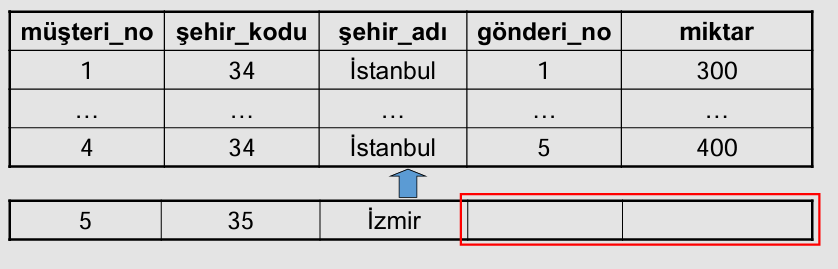 müşteri_no şehir_kodu şehir_adı gönderi_no miktar
1 34 İstanbul 1 300
... ... ... ... ...
4 34 İstanbul 5 400
5 35 İzmir